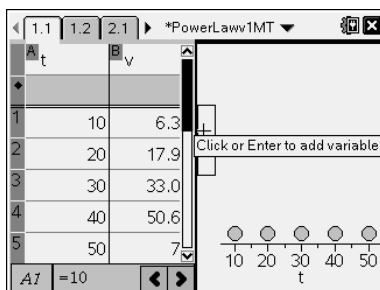 1.1 1.2 2.1 *PowerLawv1MT
A t B v
1 10 6.3
2 20 17.9
3 30 33.0
4 40 50.6
5 50 7
Click or Enter to add variable
10 20 30 40 50
t
A1 =10